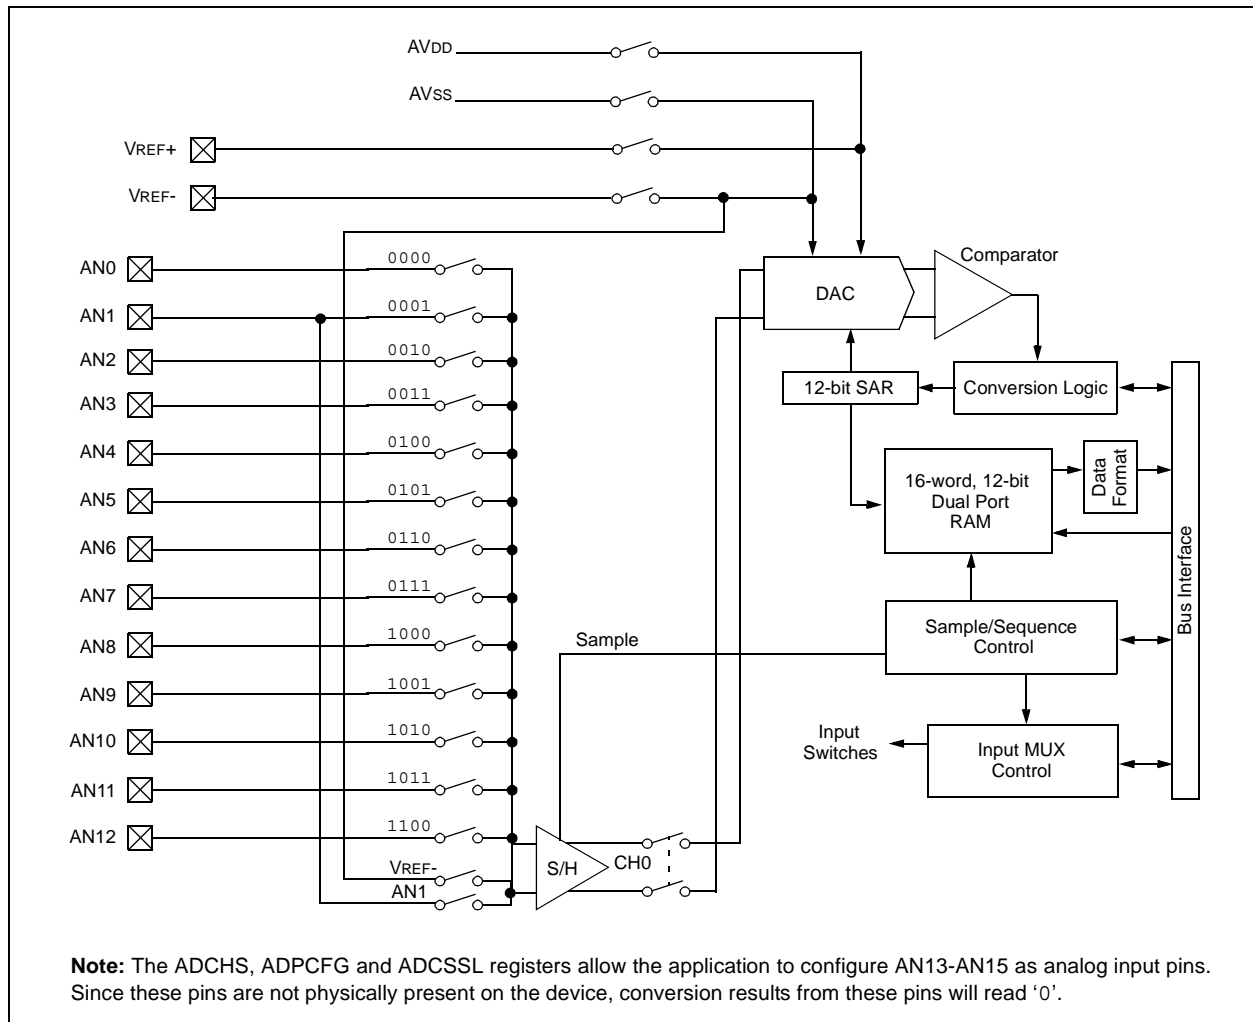 AVDD
AVSS
VREF+
VREF-
AN0
0000
AN1
0001
AN2
0010
AN3
0011
AN4
0100
AN5
0101
AN6
0110
AN7
0111
AN8
1000
AN9
1001
AN10
1010
AN11
1011
AN12
1100
VREF-
AN1
S/H
CH0
Sample
DAC
Comparator
12-bit SAR
Conversion Logic
16-word, 12-bit
Dual Port
RAM
Data
Format
Bus Interface
Sample/Sequence
Control
Input
Switches
Input MUX
Control
Note: The ADCHS, ADPCFG and ADCSSL registers allow the application to configure AN13-AN15 as analog input pins.
Since these pins are not physically present on the device, conversion results from these pins will read ‘0’.